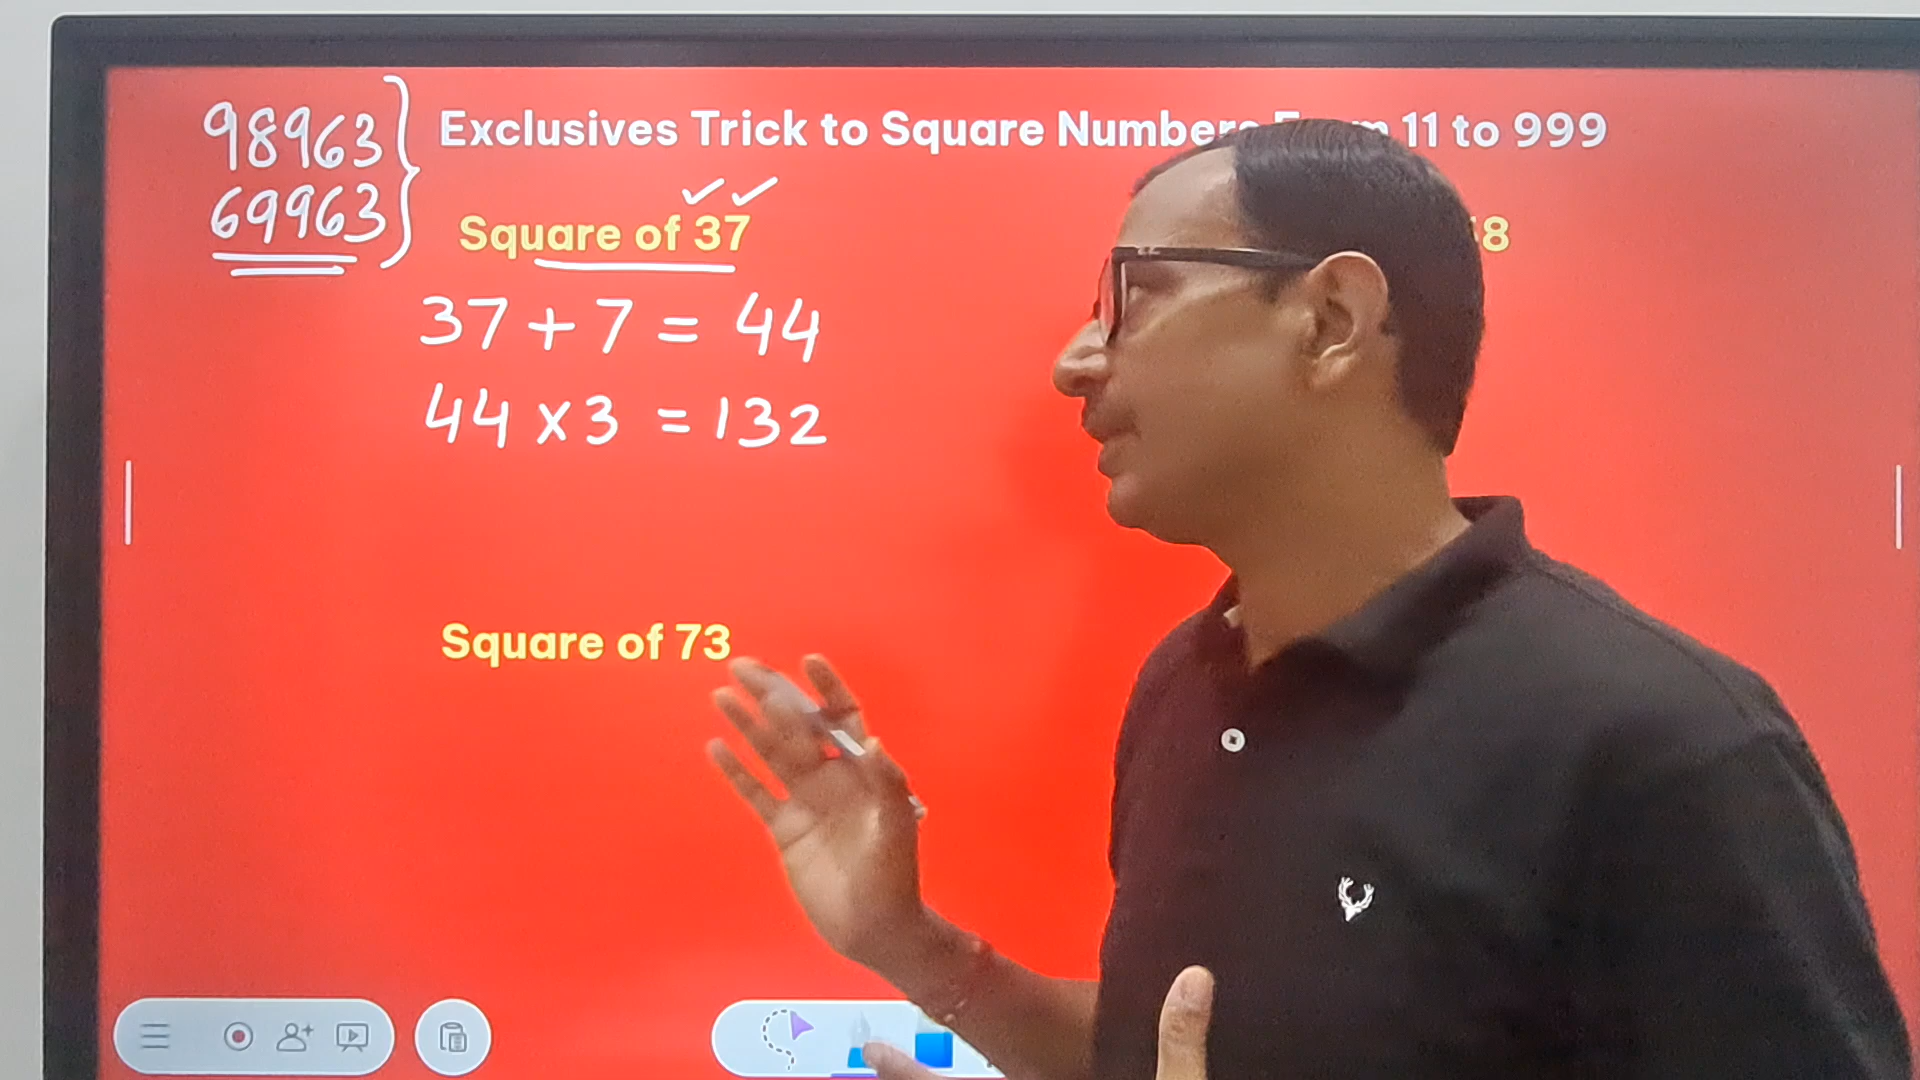 98963
69963
Exclusives Trick to Square Numbers 11 to 999
Square of 37
8
37 + 7 = 44
44 x 3 = 132
Square of 73